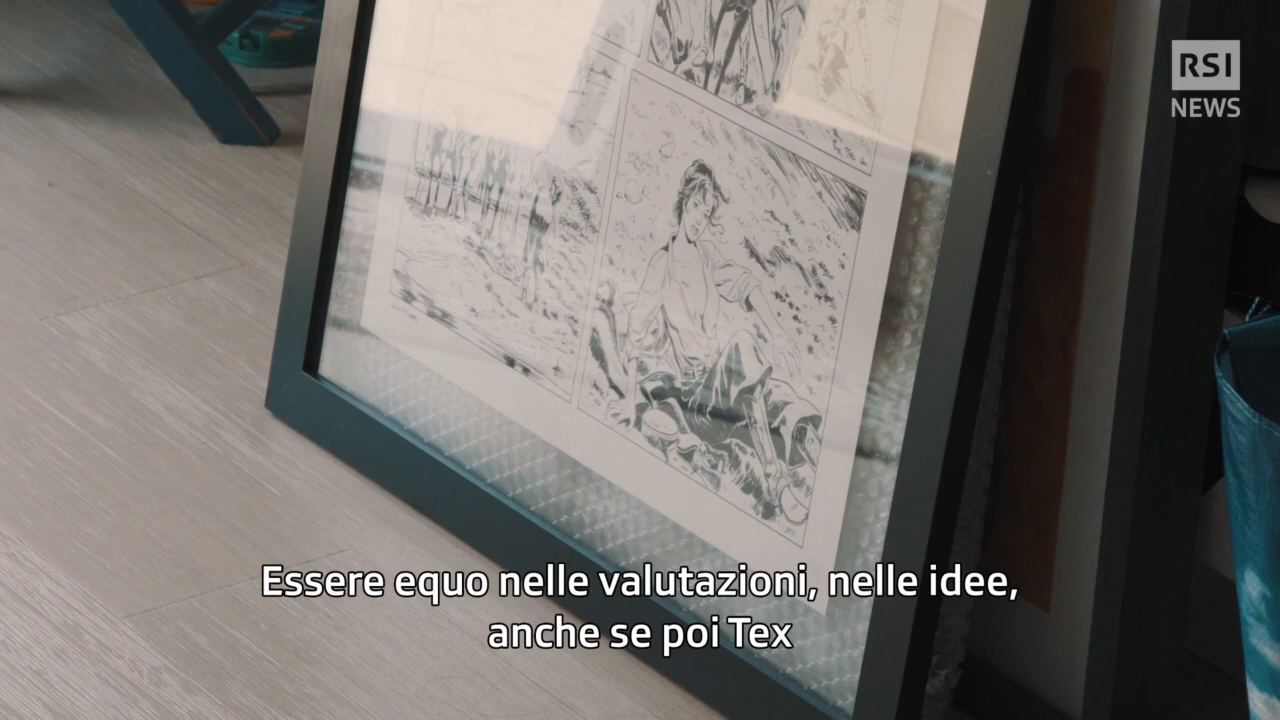 RSI
NEWS
Essere equo nelle valutazioni, nelle idee,
anche se poi Tex